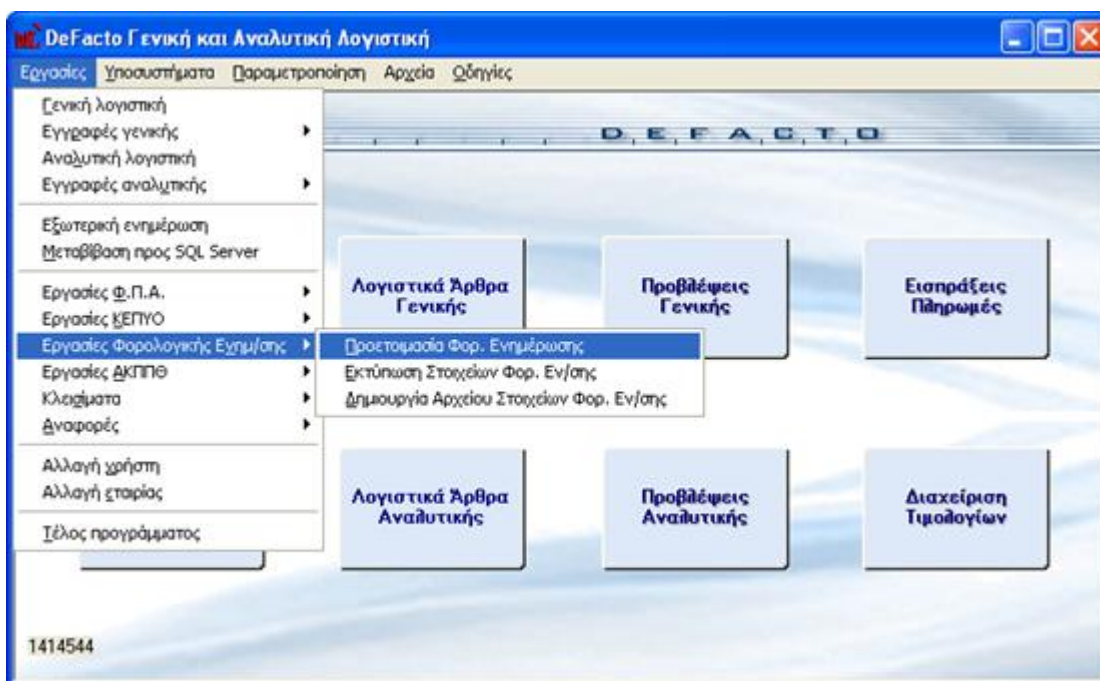 DeFacto Γενική και Αναλυτική Λογιστική
Εργασίες Υποσυστήματα Παραμετροποίηση Αρχεία Οδηγίες
Γενική λογιστική
Εγγραφές γενικής
Αναλυτική λογιστική
Εγγραφές αναλυτικής
Εξωτερική ενημέρωση
Μεταβίβαση προς SQL Server
Εργασίες Φ.Π.Α.
Εργασίες ΚΕΠΥΟ
Εργασίες Φορολογικής Ενημ/σης
Εργασίες ΑΚΠΠΘ
Κλεισίματα
Αναφορές
Αλλαγή χρήστη
Αλλαγή εταιρίας
Τέλος προγράμματος
Προετοιμασία Φορ. Ενημέρωσης
Εκτύπωση Στοιχείων Φορ. Εν/σης
Δημιουργία Αρχείου Στοιχείων Φορ. Εν/σης
D, E, F A, C, T, O
Λογιστικά Άρθρα
Γενικής
Προβλέψεις
Γενικής
Εισπράξεις
Πληρωμές
Λογιστικά Άρθρα
Αναλυτικής
Προβλέψεις
Αναλυτικής
Διαχείριση
Τιμολογίων
1414544